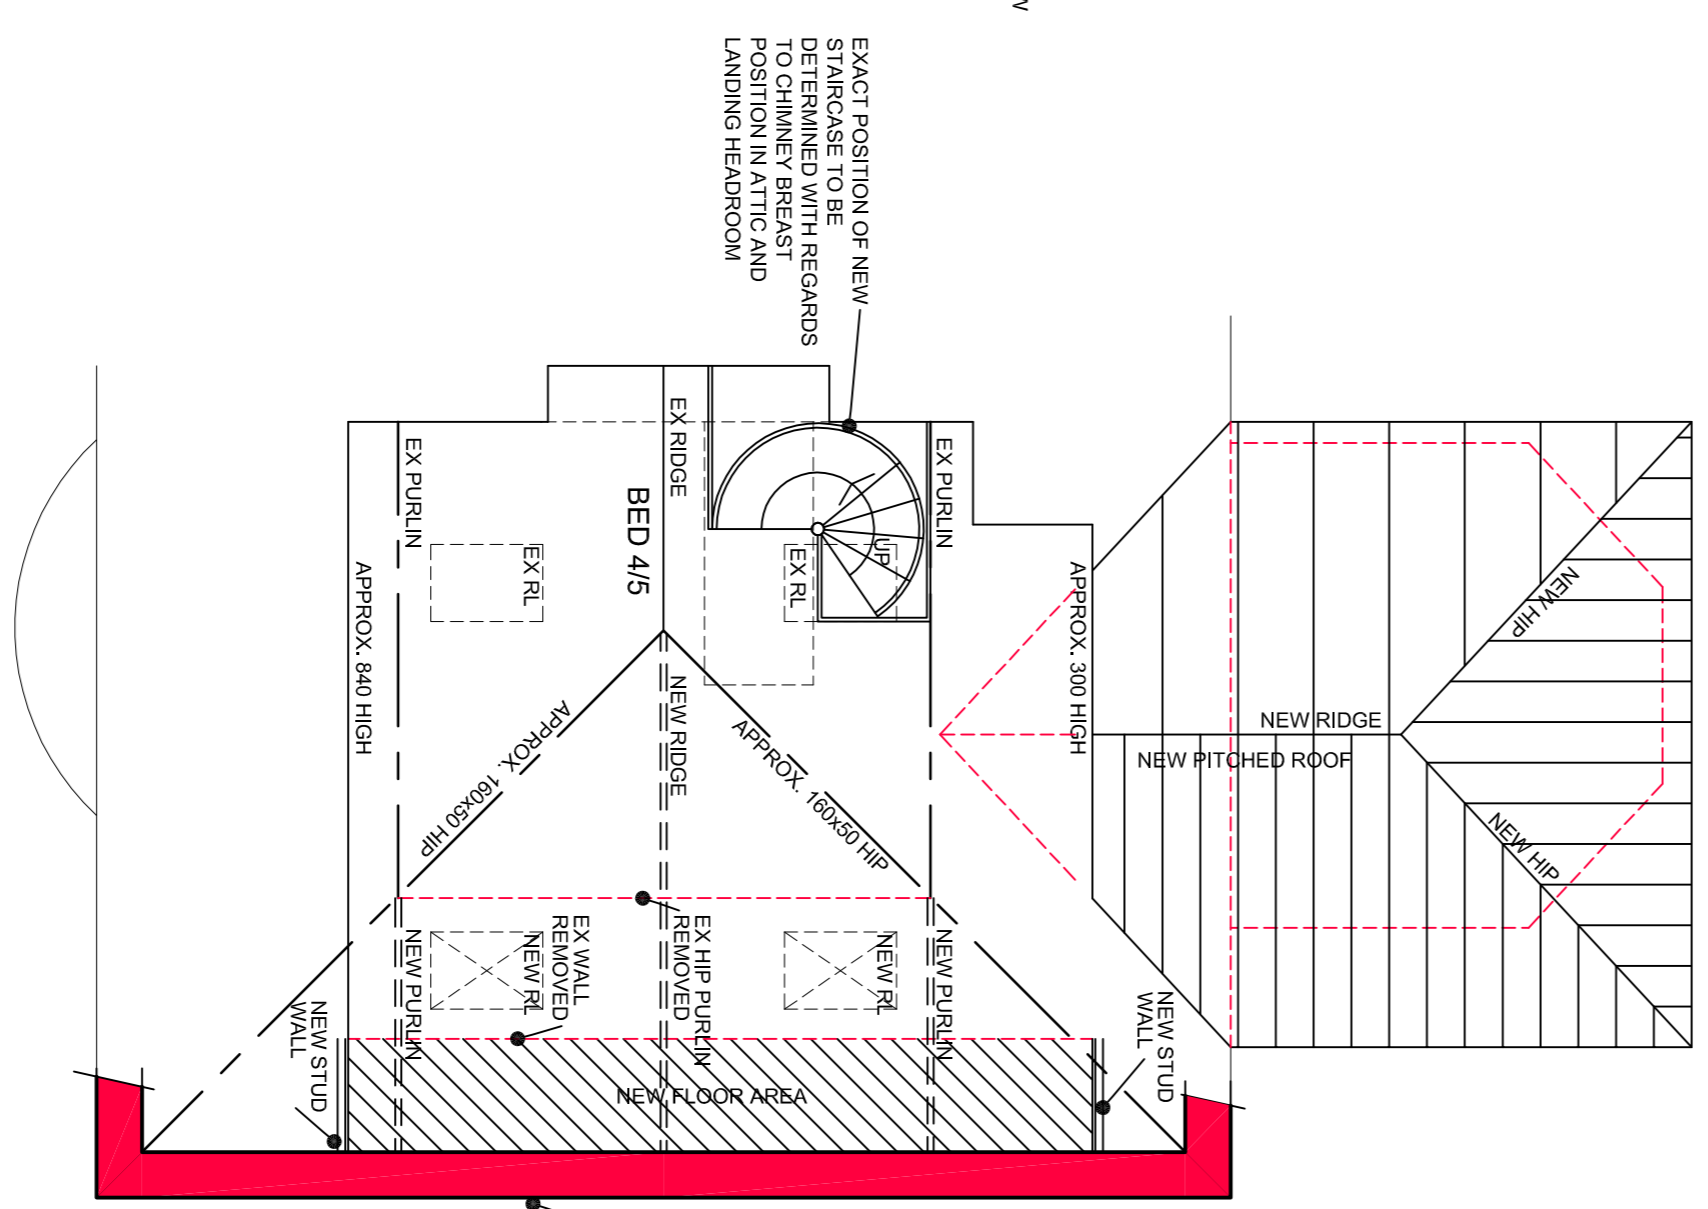 W
EXACT POSITION OF NEW
STAIRCASE TO BE
DETERMINED WITH REGARDS
TO CHIMNEY BREAST
POSITION IN ATTIC AND
LANDING HEADROOM
EX RIDGE
EX PURLIN
EX PURLIN
BED 4/5
EX RL
EX RL
UP
APPROX. 840 HIGH
APPROX. 300 HIGH
NEW HIP
NEW RIDGE
NEW PITCHED ROOF
NEW HIP
NEW RIDGE
APPROX. 160x50 HIP
APPROX. 160x50 HIP
EX WALL
REMOVED
EX HIP PURLIN
REMOVED
NEW PURLIN
NEW RL
NEW RL
NEW PURLIN
NEW STUD
WALL
NEW STUD
WALL
NEW FLOOR AREA